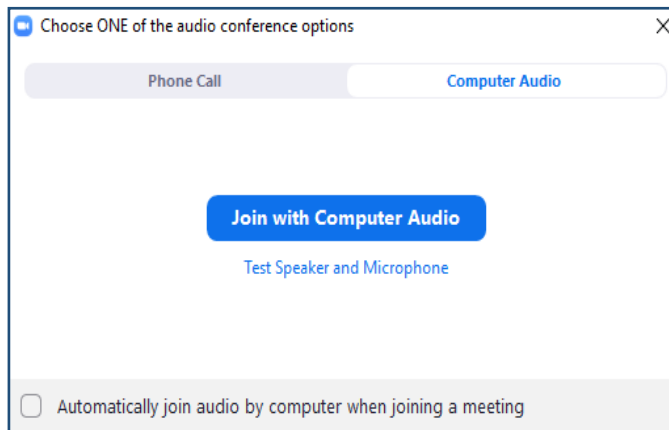 Choose ONE of the audio conference options
Phone Call
Computer Audio
Join with Computer Audio
Test Speaker and Microphone
Automatically join audio by computer when joining a meeting